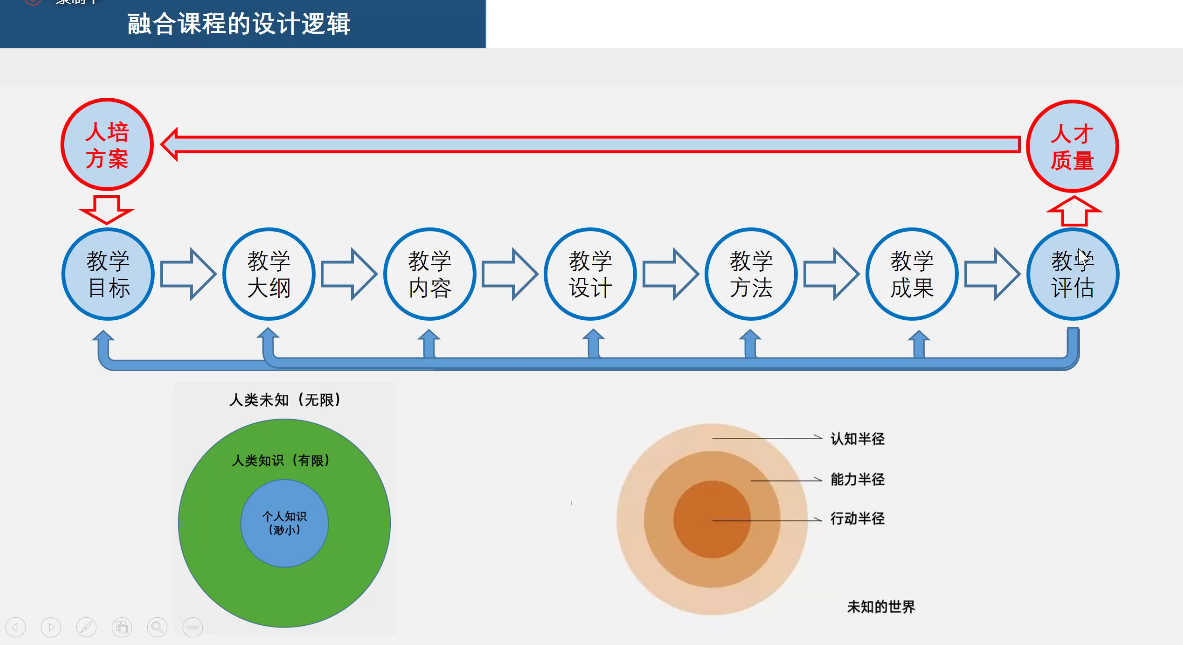 融合课程的设计逻辑
人培
方案
人才
质量
教学
目标
教学
大纲
教学
内容
教学
设计
教学
方法
教学
成果
教学
评估
人类未知（无限）
人类知识（有限）
个人知识
（渺小）
认知半径
能力半径
行动半径
未知的世界